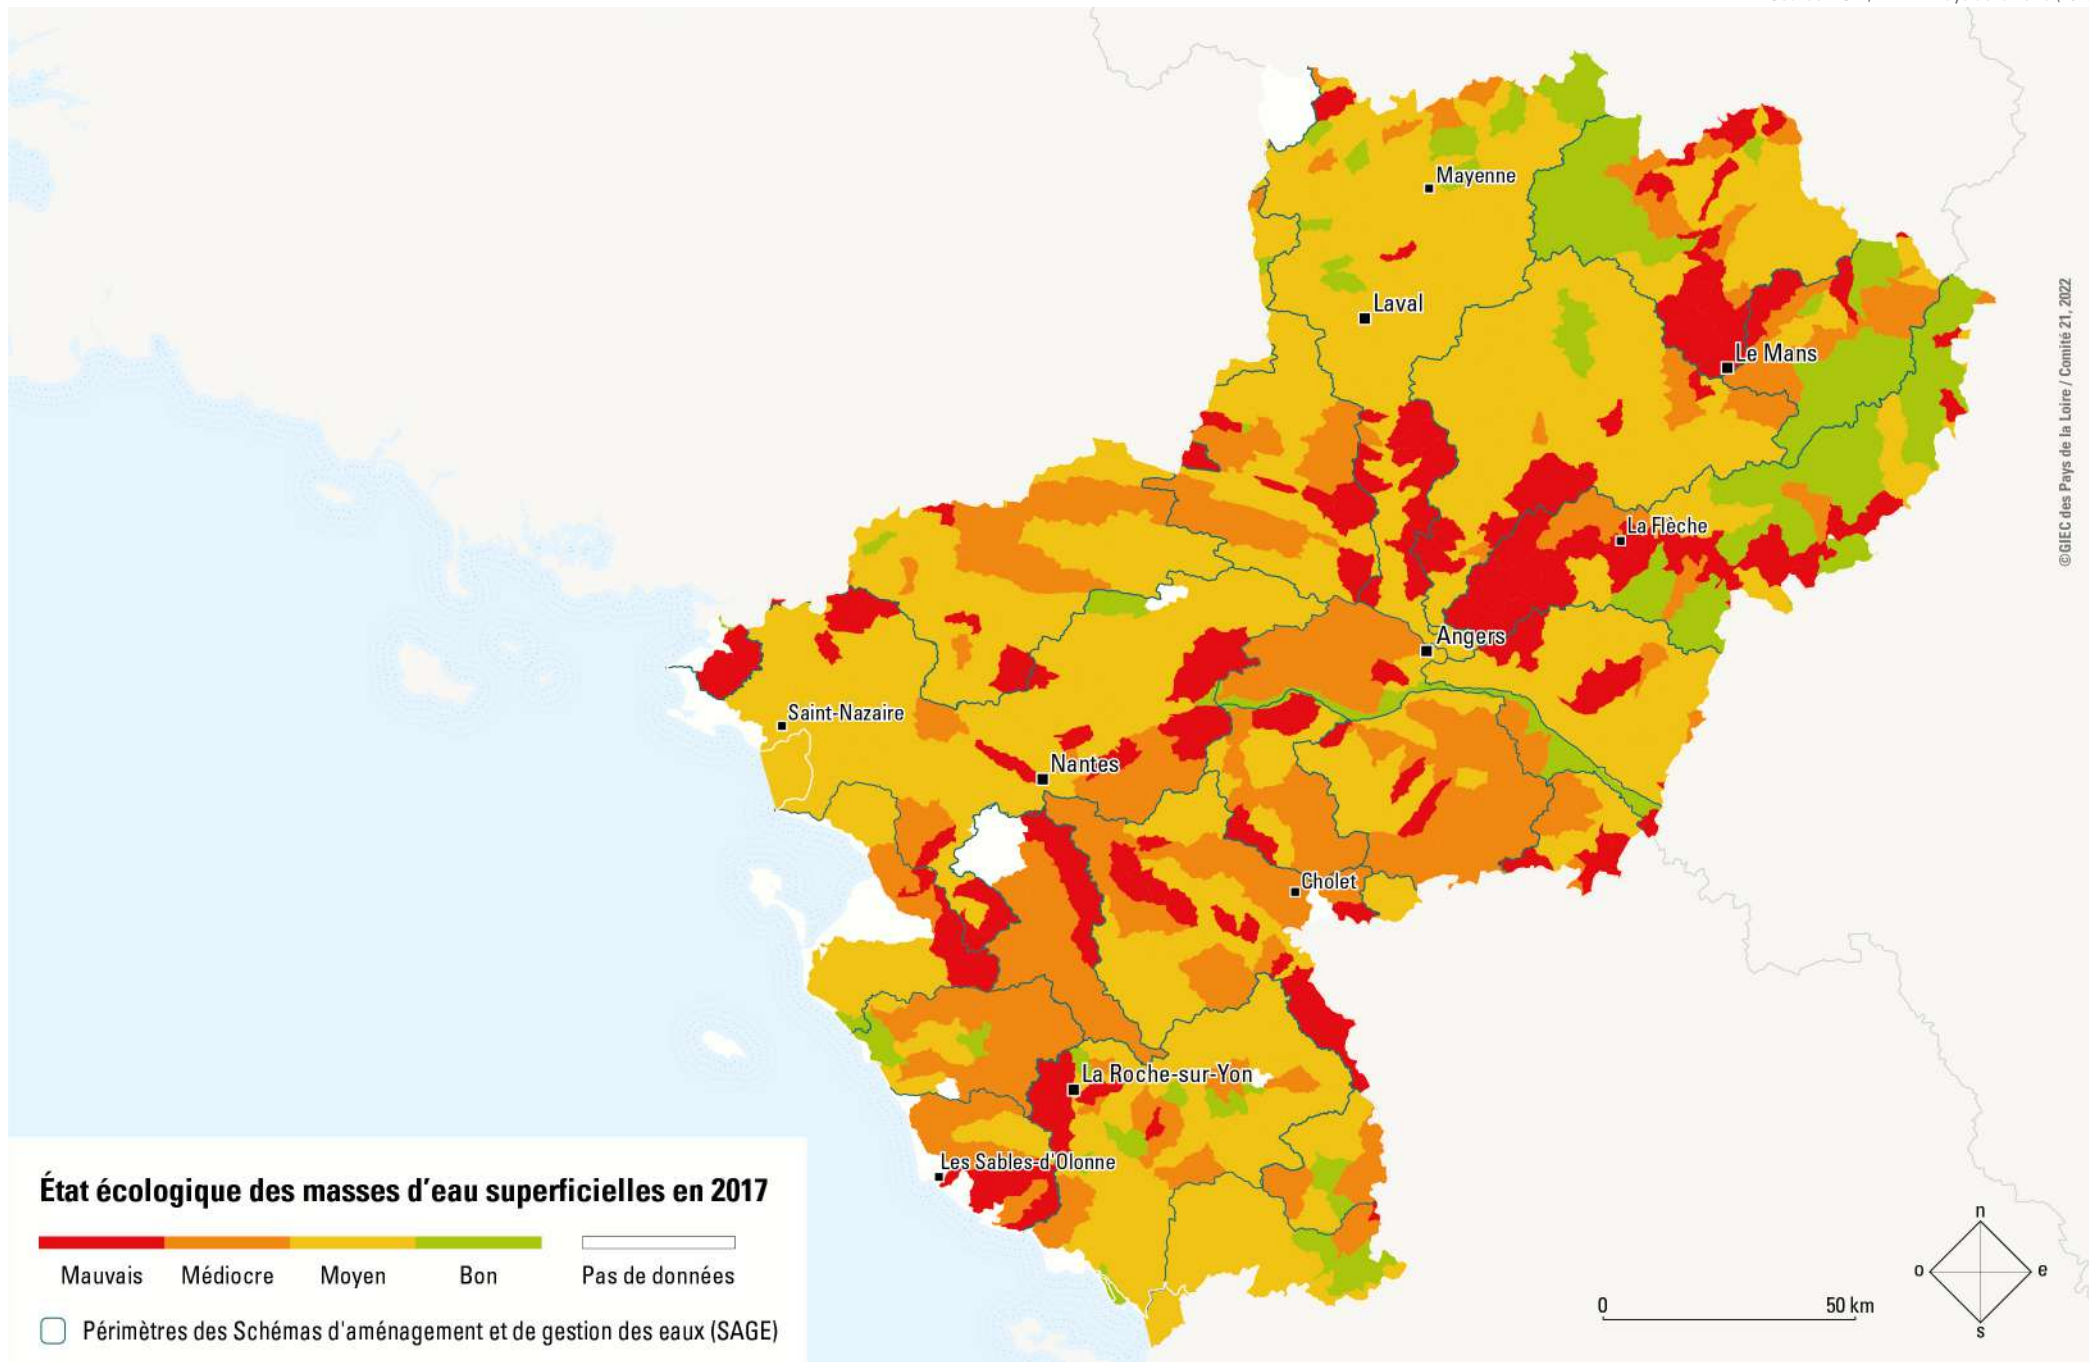 Mayenne
Laval
Le Mans
La Flèche
Angers
Saint-Nazaire
Nantes
Cholet
La Roche-sur-Yon
Les Sables-d'Olonne
©GIEC des Pays de la Loire / Comité 21, 2022
État écologique des masses d'eau superficielles en 2017
Mauvais Médiocre Moyen Bon Pas de données
Périmètres des Schémas d'aménagement et de gestion des eaux (SAGE)
0 50 km
n
o e
s